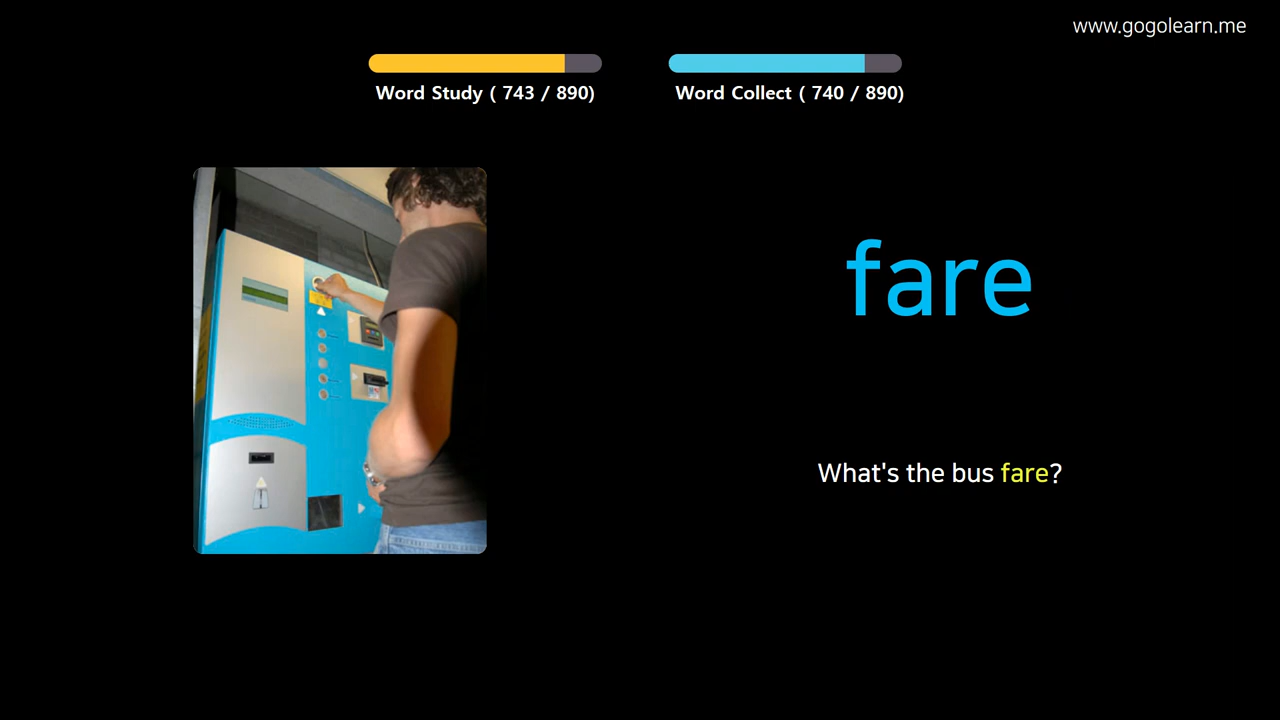 www.gogolearn.me
Word Study ( 743 / 890)
Word Collect ( 740 / 890)
fare
What's the bus fare?